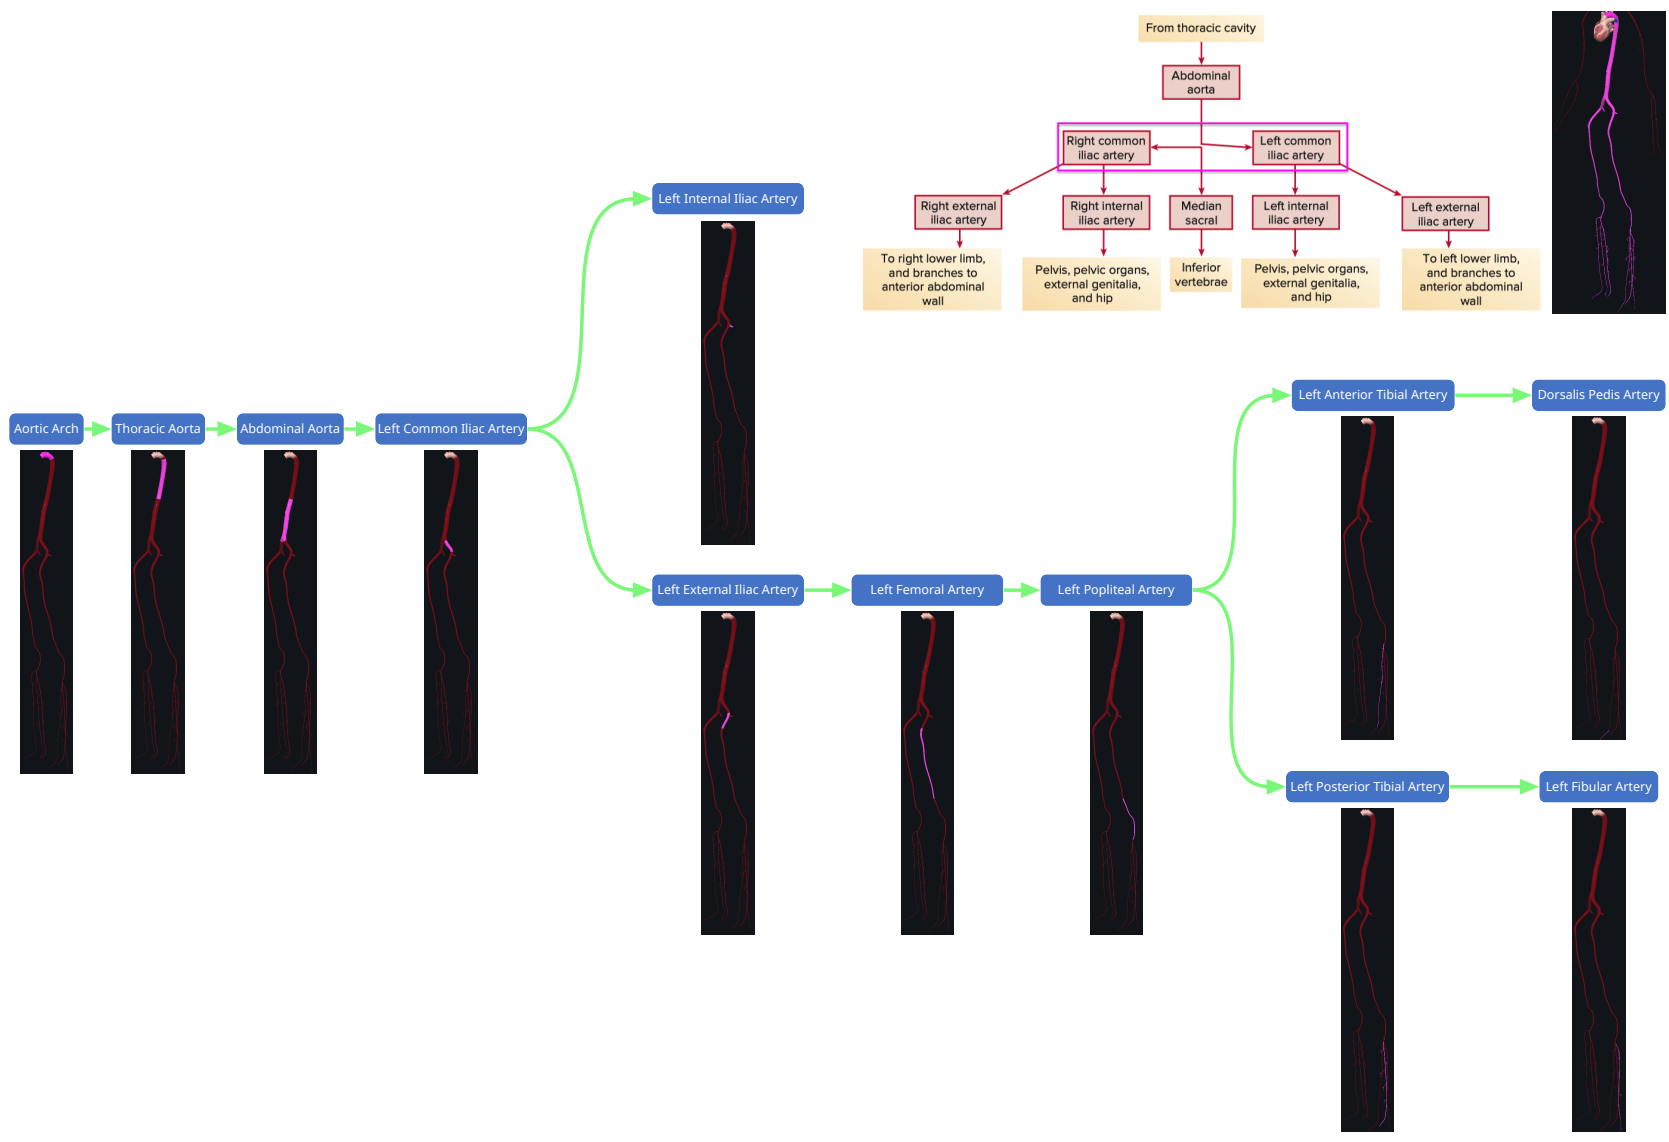 From thoracic cavity
Abdominal
aorta
Right common
iliac artery
Left common
iliac artery
Right external
iliac artery
Right internal
iliac artery
Median
sacral
Left internal
iliac artery
Left external
iliac artery
To right lower limb,
and branches to
anterior abdominal
wall
Pelvis, pelvic organs,
external genitalia,
and hip
Inferior
vertebrae
Pelvis, pelvic organs,
external genitalia,
and hip
To left lower limb,
and branches to
anterior abdominal
wall
Left Internal Iliac Artery
Aortic Arch
Thoracic Aorta
Abdominal Aorta
Left Common Iliac Artery
Left External Iliac Artery
Left Femoral Artery
Left Popliteal Artery
Left Anterior Tibial Artery
Dorsalis Pedis Artery
Left Posterior Tibial Artery
Left Fibular Artery